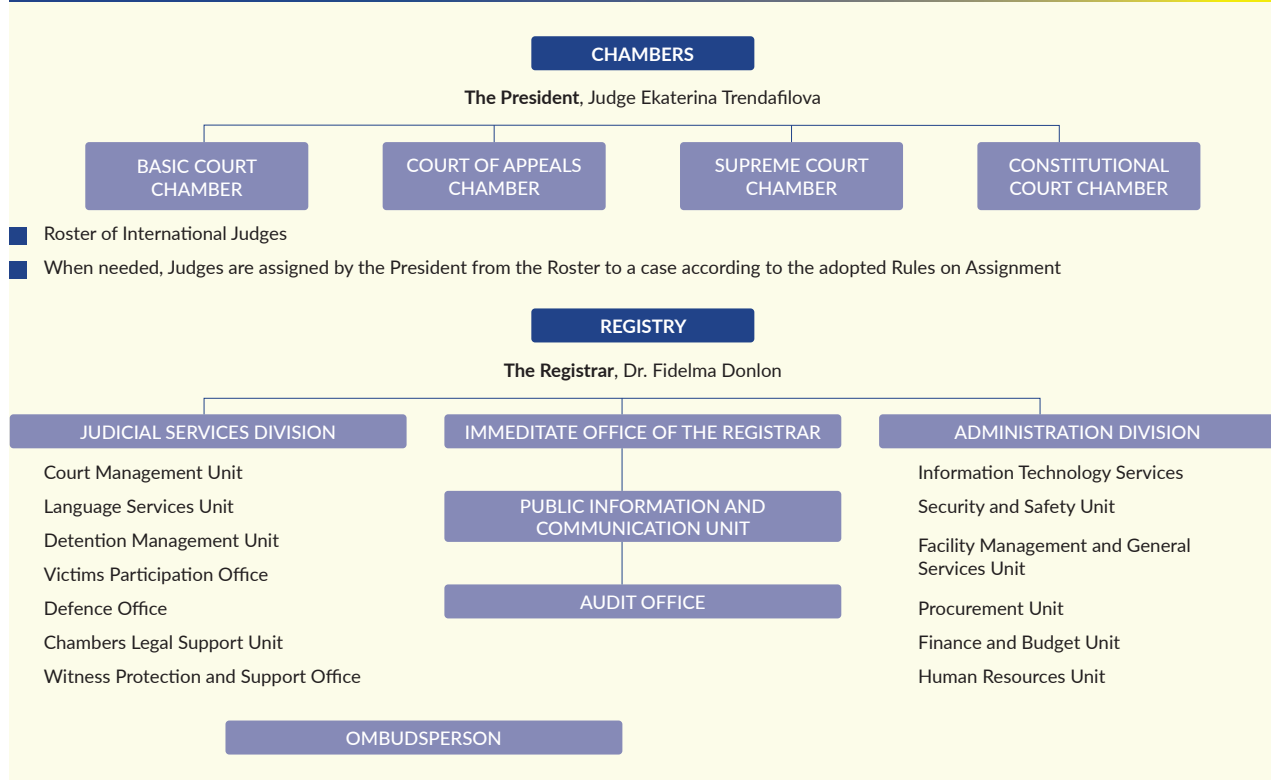 CHAMBERS
The President, Judge Ekaterina Trendafilova
BASIC COURT
CHAMBER
COURT OF APPEALS
CHAMBER
SUPREME COURT
CHAMBER
CONSTITUTIONAL
COURT CHAMBER
Roster of International Judges
When needed, Judges are assigned by the President from the Roster to a case according to the adopted Rules on Assignment
REGISTRY
The Registrar, Dr. Fidelma Donlon
JUDICIAL SERVICES DIVISION
Court Management Unit
Language Services Unit
Detention Management Unit
Victims Participation Office
Defence Office
Chambers Legal Support Unit
Witness Protection and Support Office
IMMEDITATE OFFICE OF THE REGISTRAR
PUBLIC INFORMATION AND
COMMUNICATION UNIT
AUDIT OFFICE
ADMINISTRATION DIVISION
Information Technology Services
Security and Safety Unit
Facility Management and General
Services Unit
Procurement Unit
Finance and Budget Unit
Human Resources Unit
OMBUDSPERSON